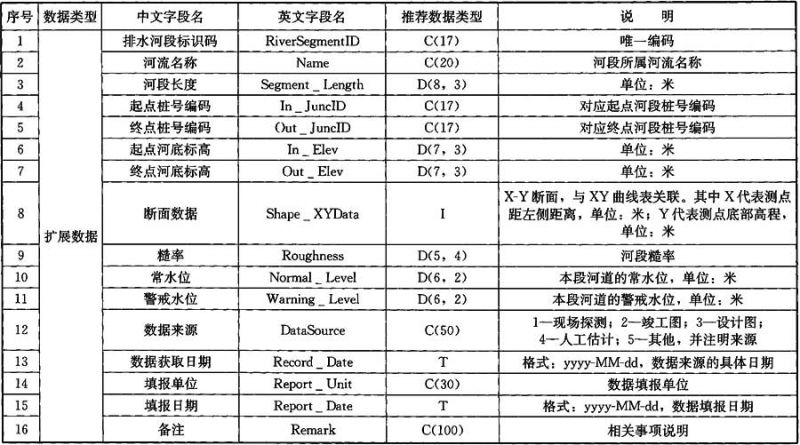 序号 数据类型 中文字段名 英文字段名 推荐数据类型 说 明
1 排水河段标识码 RiverSegmentID C(17) 唯一编码
2 河流名称 Name C(20) 河段所属河流名称
3 河段长度 Segment _ Length D(8，3) 单位：米
4 起点桩号编码 In _ JuncID C(17) 对应起点河段桩号编码
5 终点桩号编码 Out _ JuncID C(17) 对应终点河段桩号编码
6 起点河底标高 In _ Elev D(7，3) 单位：米
7 终点河底标高 Out _ Elev D(7，3) 单位：米
8 扩展数据 断面数据 Shape _ XYData I X-Y断面，与XY曲线表关联。其中X代表测点
距左侧距离，单位：米；Y代表测点底部高程，
单位：米
9 糙率 Roughness D(5，4) 河段糙率
10 常水位 Normal _ Level D(6，2) 本段河道的常水位，单位：米
11 警戒水位 Warning _ Level D(6，2) 本段河道的警戒水位，单位：米
12 数据来源 DataSource C(50) 1—现场探测；2—竣工图；3—设计图；
4—人工估计；5—其他，并注明来源
13 数据获取日期 Record _ Date T 格式：yyyy-MM-dd，数据来源的具体日期
14 填报单位 Report _ Unit C(30) 数据填报单位
15 填报日期 Report _ Date T 格式：yyyy-MM-dd，数据填报日期
16 备注 Remark C(100) 相关事项说明